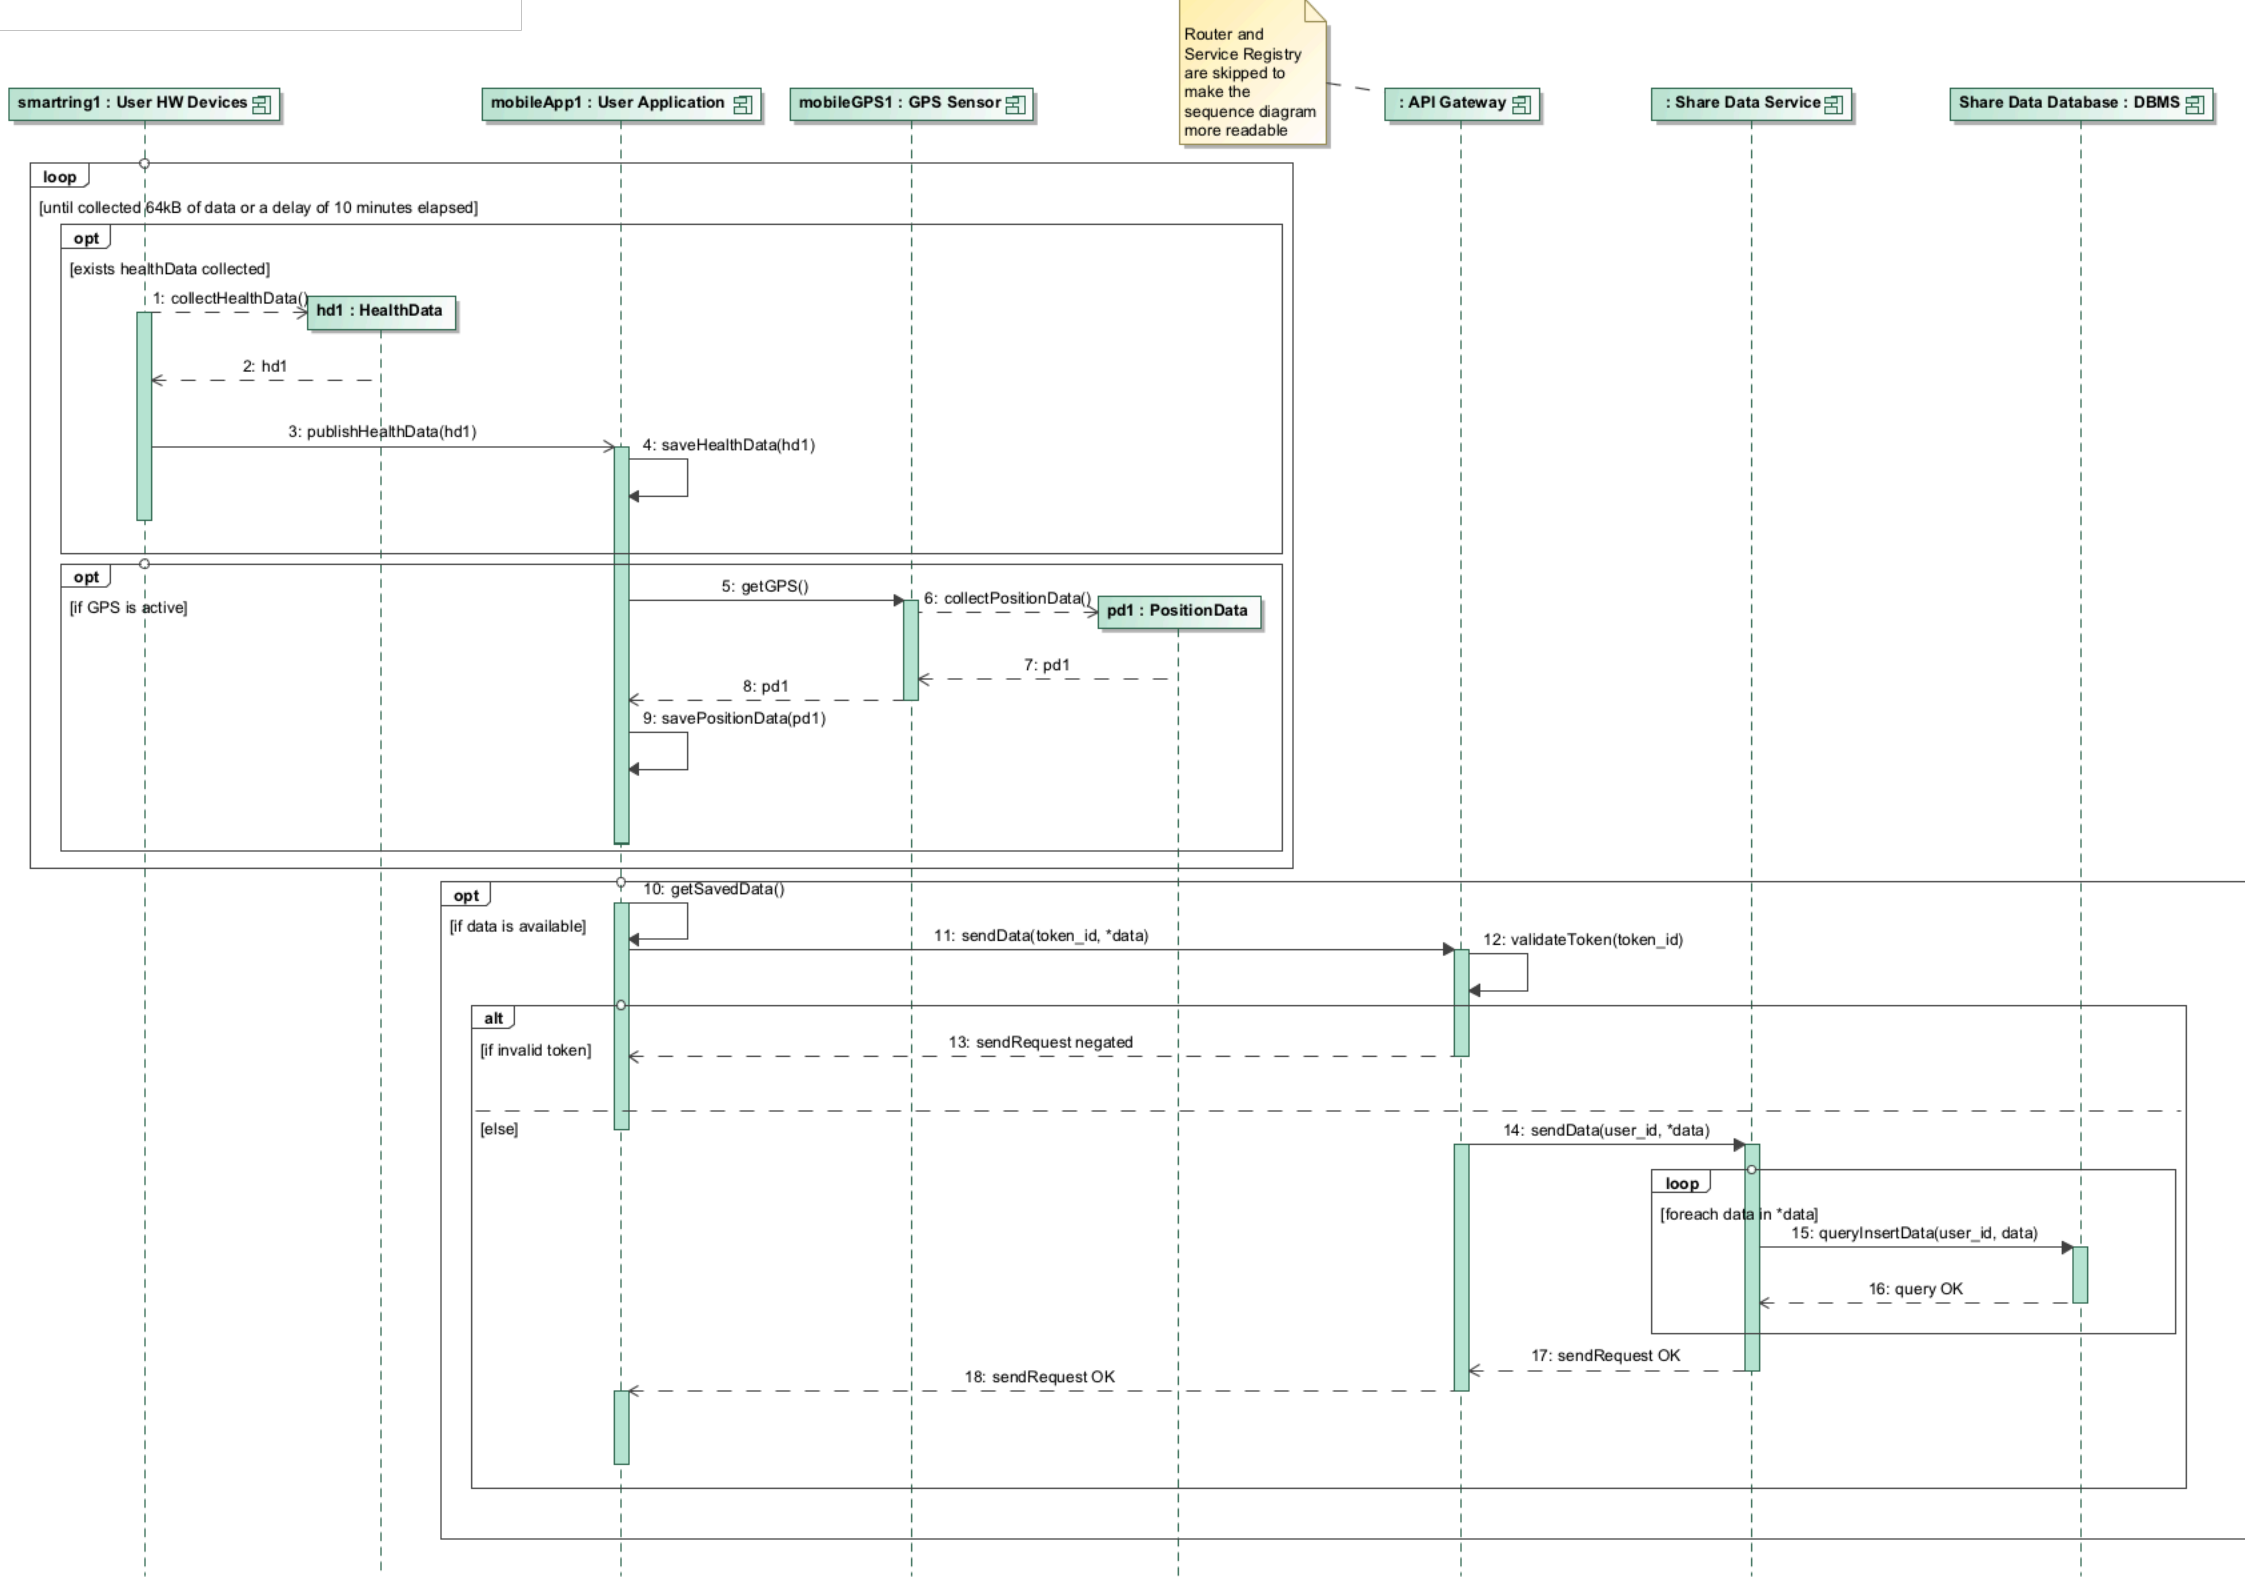 Router and
Service Registry
are skipped to
make the
sequence diagram
more readable
smartring1 : User HW Devices
mobileApp1 : User Application
mobileGPS1 : GPS Sensor
: API Gateway
: Share Data Service
Share Data Database : DBMS
loop
[until collected 64kB of data or a delay of 10 minutes elapsed]
opt
[exists healthData collected]
1: collectHealthData()
hd1 : HealthData
2: hd1
3: publishHealthData(hd1)
4: saveHealthData(hd1)
opt
[if GPS is active]
5: getGPS()
6: collectPositionData()
pd1 : PositionData
7: pd1
8: pd1
9: savePositionData(pd1)
opt
10: getSavedData()
[if data is available]
11: sendData(token_id, *data)
12: validateToken(token_id)
alt
[if invalid token]
13: sendRequest negated
[else]
14: sendData(user_id, *data)
loop
[foreach data in *data]
15: queryInsertData(user_id, data)
16: query OK
17: sendRequest OK
18: sendRequest OK